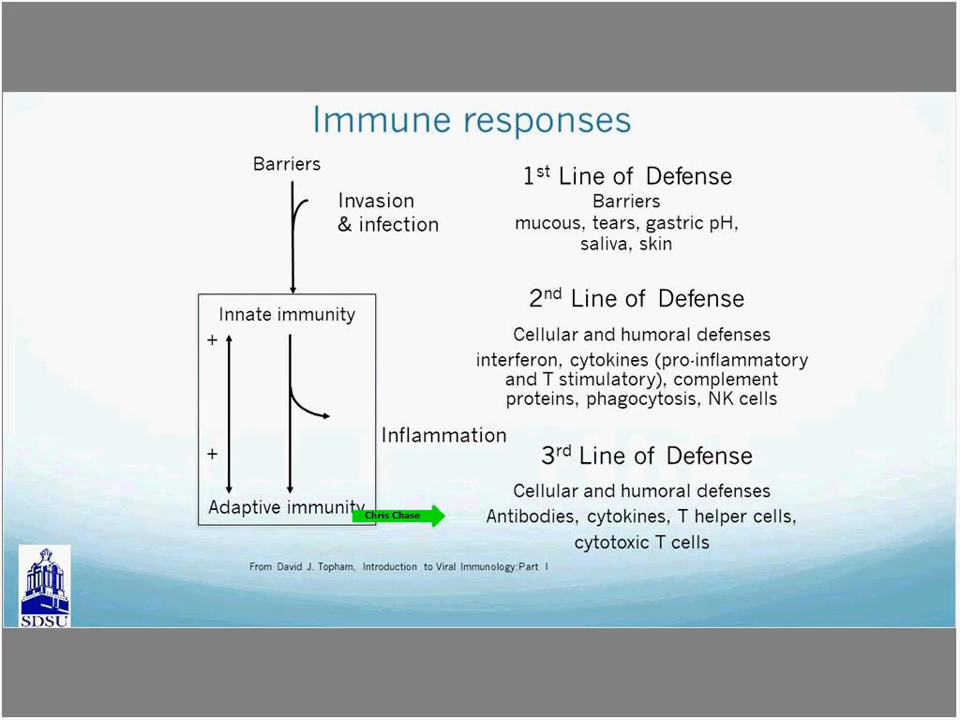 Immune responses
Barriers
Invasion
& infection
Innate immunity
+
+
Inflammation
Adaptive immunity
Chris Chase
1st Line of Defense
Barriers
mucous, tears, gastric pH,
saliva, skin
2nd Line of Defense
Cellular and humoral defenses
interferon, cytokines (pro-inflammatory
and T stimulatory), complement
proteins, phagocytosis, NK cells
3rd Line of Defense
Cellular and humoral defenses
Antibodies, cytokines, T helper cells,
cytotoxic T cells
From David J. Topham, Introduction to Viral Immunology:Part I
SDSU